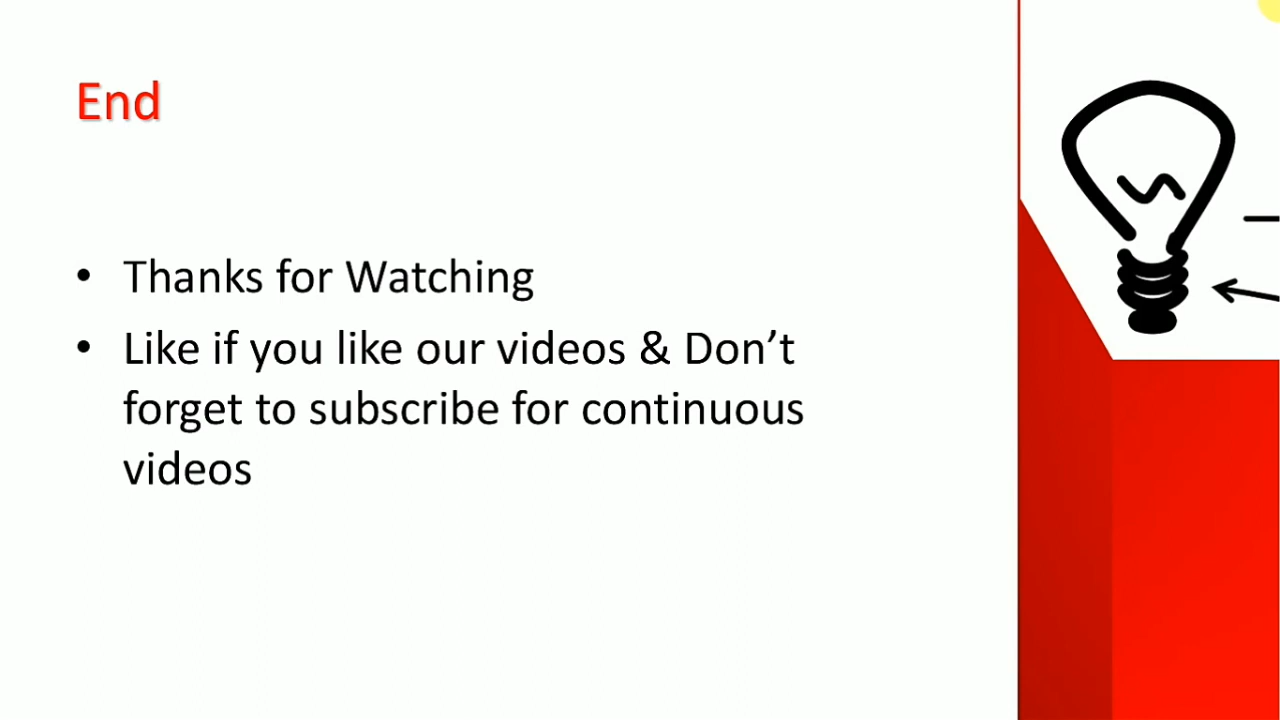 End
• Thanks for Watching
• Like if you like our videos & Don’t
forget to subscribe for continuous
videos